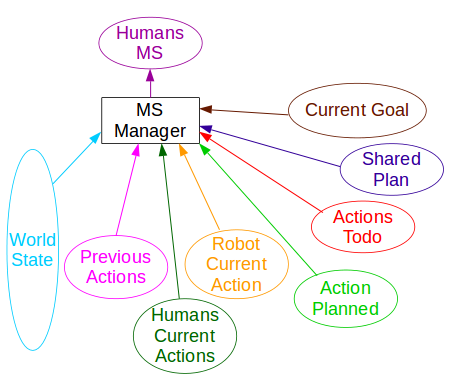 Humans
MS
MS
Manager
Current Goal
Shared
Plan
Actions
Todo
World
State
Previous
Actions
Robot
Current
Action
Action
Planned
Humans
Current
Actions